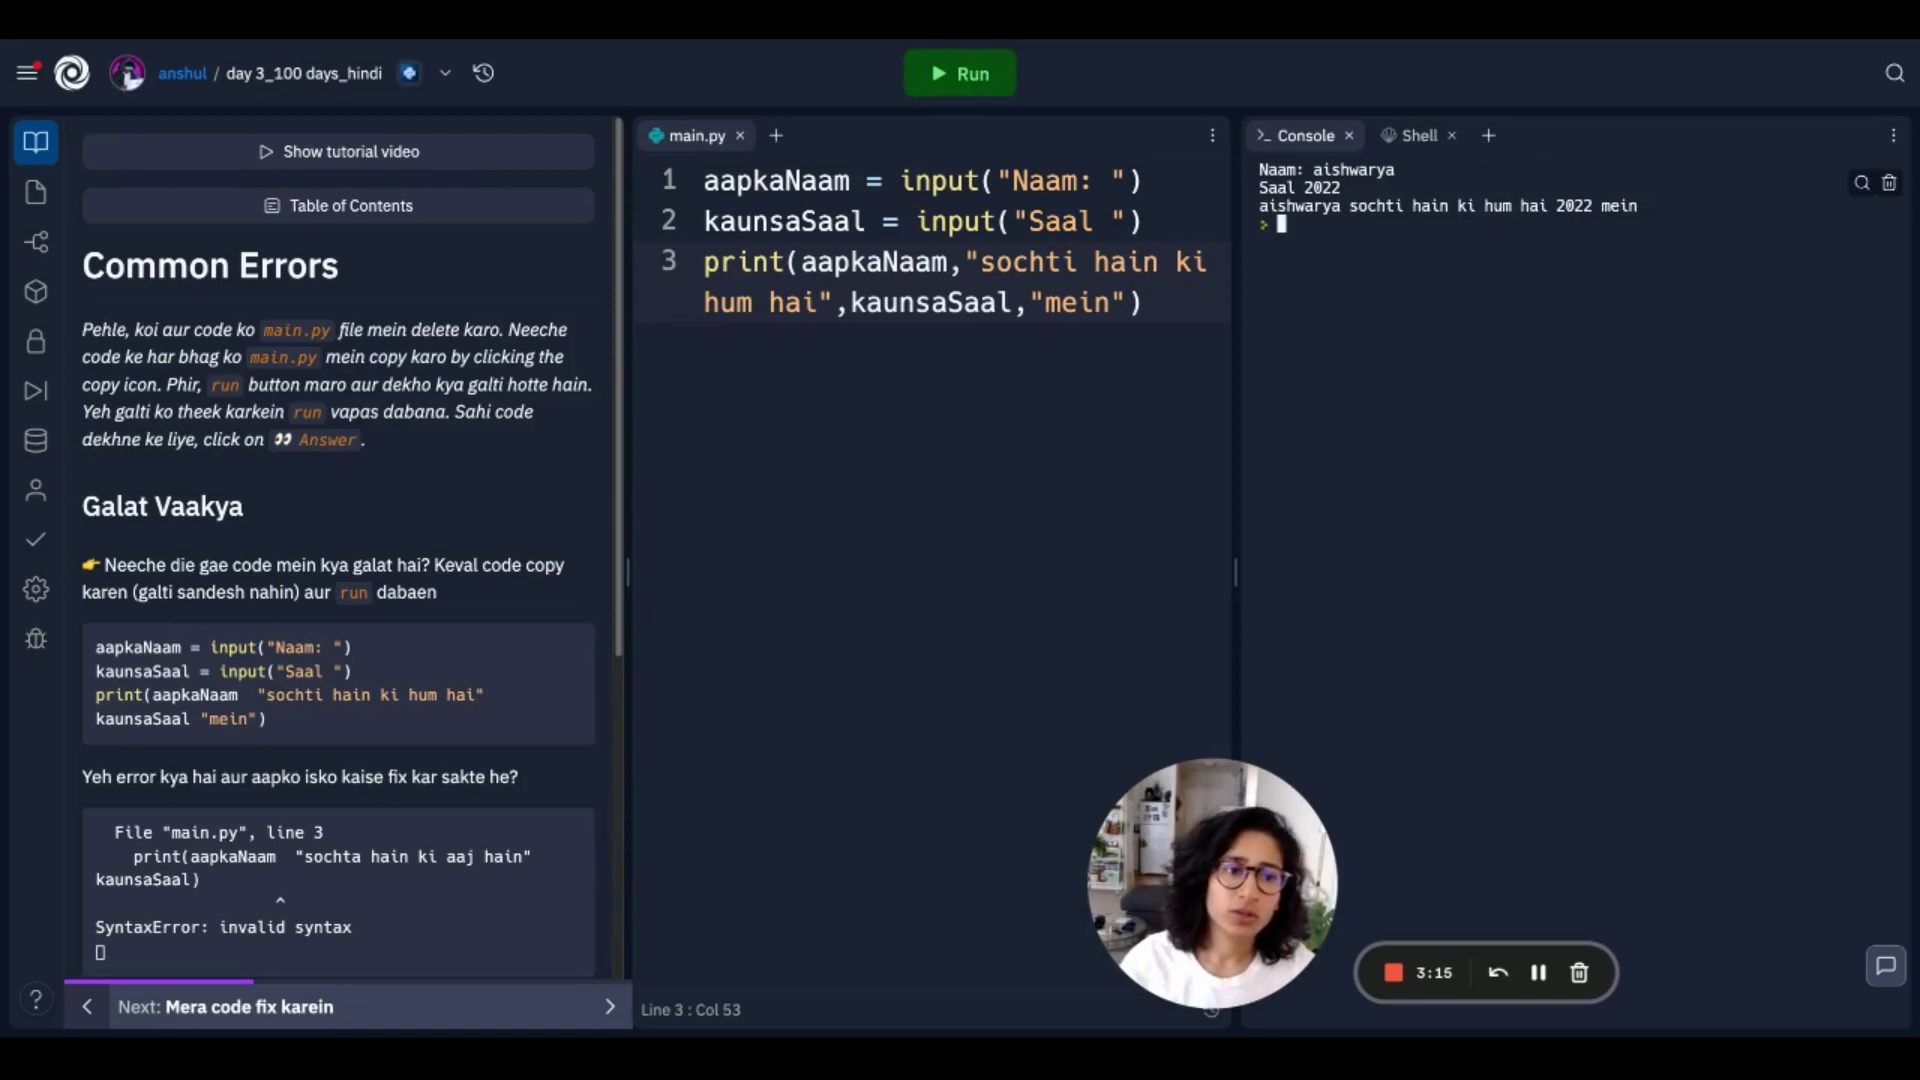 anshul / day 3_100 days_hindi
Run
Show tutorial video
Table of Contents
Common Errors
Pehle, koi aur code ko main.py file mein delete karo. Neeche
code ke har bhag ko main.py mein copy karo by clicking the
copy icon. Phir, run button maro aur dekho kya galti hotte hain.
Yeh galti ko theek karkein run vapas dabana. Sahi code
dekhne ke liye, click on 👀 Answer.
Galat Vaakya
👉 Neeche die gae code mein kya galat hai? Keval code copy
karen (galti sandesh nahin) aur run dabaen
aapkaNaam = input("Naam: ")
kaunsaSaal = input("Saal ")
print(aapkaNaam  "sochti hain ki hum hai"
kaunsaSaal "mein")
Yeh error kya hai aur aapko isko kaise fix kar sakte he?
File "main.py", line 3
print(aapkaNaam  "sochta hain ki aaj hain"
kaunsaSaal)
^
SyntaxError: invalid syntax
Next: Mera code fix karein
main.py
1 aapkaNaam = input("Naam: ")
2 kaunsaSaal = input("Saal ")
3 print(aapkaNaam,"sochti hain ki
hum hai",kaunsaSaal,"mein")
Line 3 : Col 53
Console
Shell
Naam: aishwarya
Saal 2022
aishwarya sochti hain ki hum hai 2022 mein
>
3:15